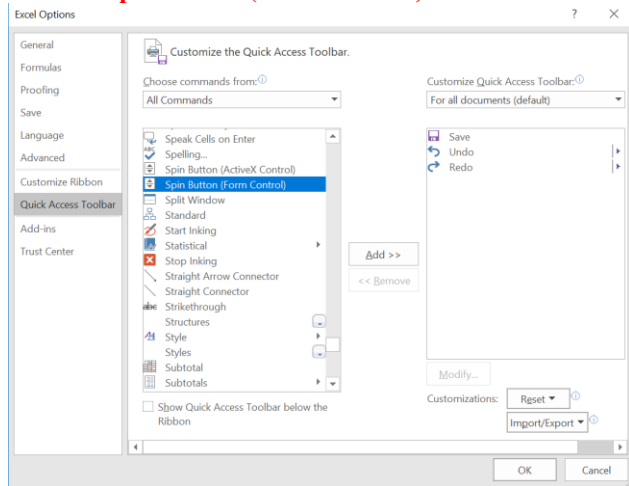 Excel Options
?
General
Formulas
Proofing
Save
Language
Advanced
Customize Ribbon
Quick Access Toolbar
Add-ins
Trust Center
Customize the Quick Access Toolbar.
Choose commands from:
All Commands
Speak Cells on Enter
Spelling...
Spin Button (ActiveX Control)
Spin Button (Form Control)
Split Window
Standard
Start Inking
Statistical
Stop Inking
Straight Arrow Connector
Straight Connector
Strikethrough
Structures
Style
Styles
Subtotal
Subtotals
Show Quick Access Toolbar below the
Ribbon
Add >>
<< Remove
Customize Quick Access Toolbar:
For all documents (default)
Save
Undo
Redo
Modify...
Customizations:
Reset
Import/Export
OK
Cancel